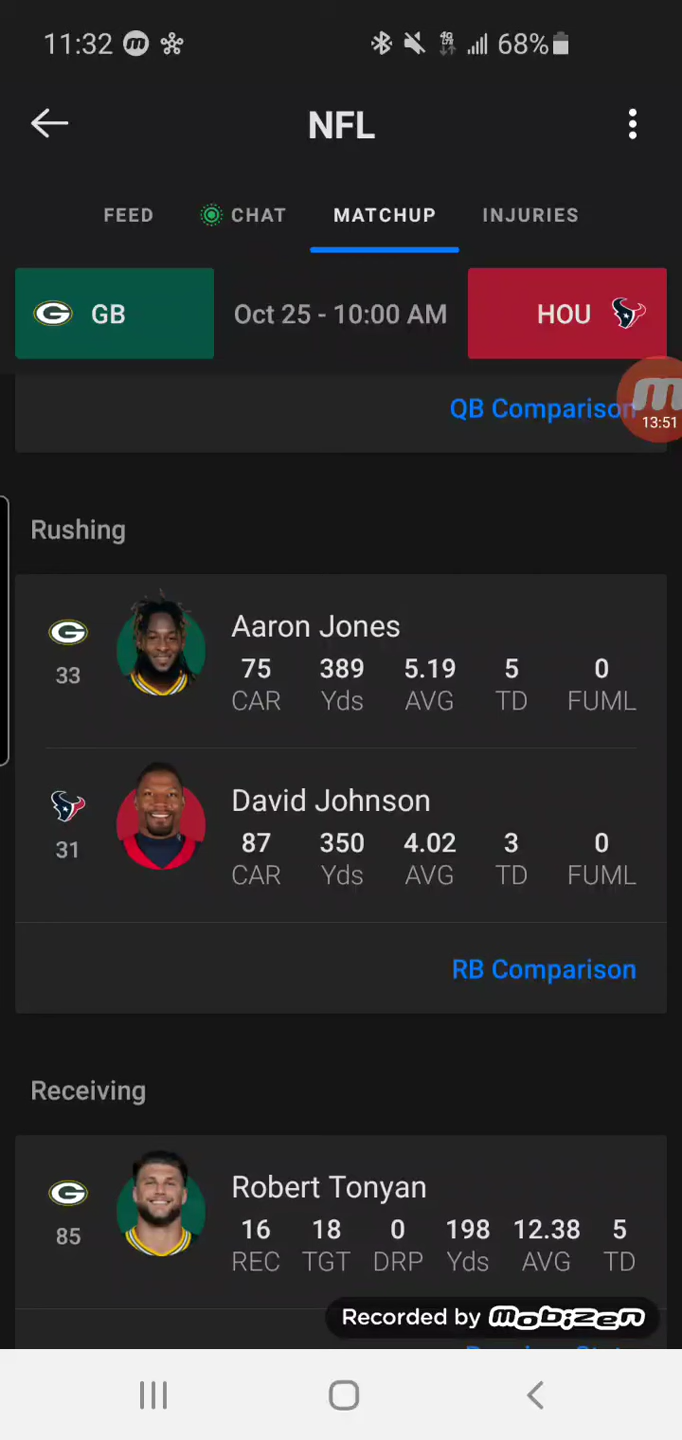 11:32 68%
NFL
FEED CHAT MATCHUP INJURIES
GB Oct 25 - 10:00 AM HOU
QB Comparison
13:51
Rushing
Aaron Jones
33 75 389 5.19 5 0
CAR Yds AVG TD FUML
David Johnson
31 87 350 4.02 3 0
CAR Yds AVG TD FUML
RB Comparison
Receiving
Robert Tonyan
85 16 18 0 198 12.38 5
REC TGT DRP Yds AVG TD
Recorded by mobizen